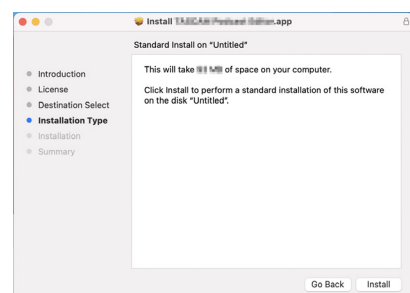 Install .app
Standard Install on “Untitled”
Introduction
License
Destination Select
Installation Type
Installation
Summary
This will take of space on your computer.
Click Install to perform a standard installation of this software
on the disk “Untitled”.
Go Back
Install